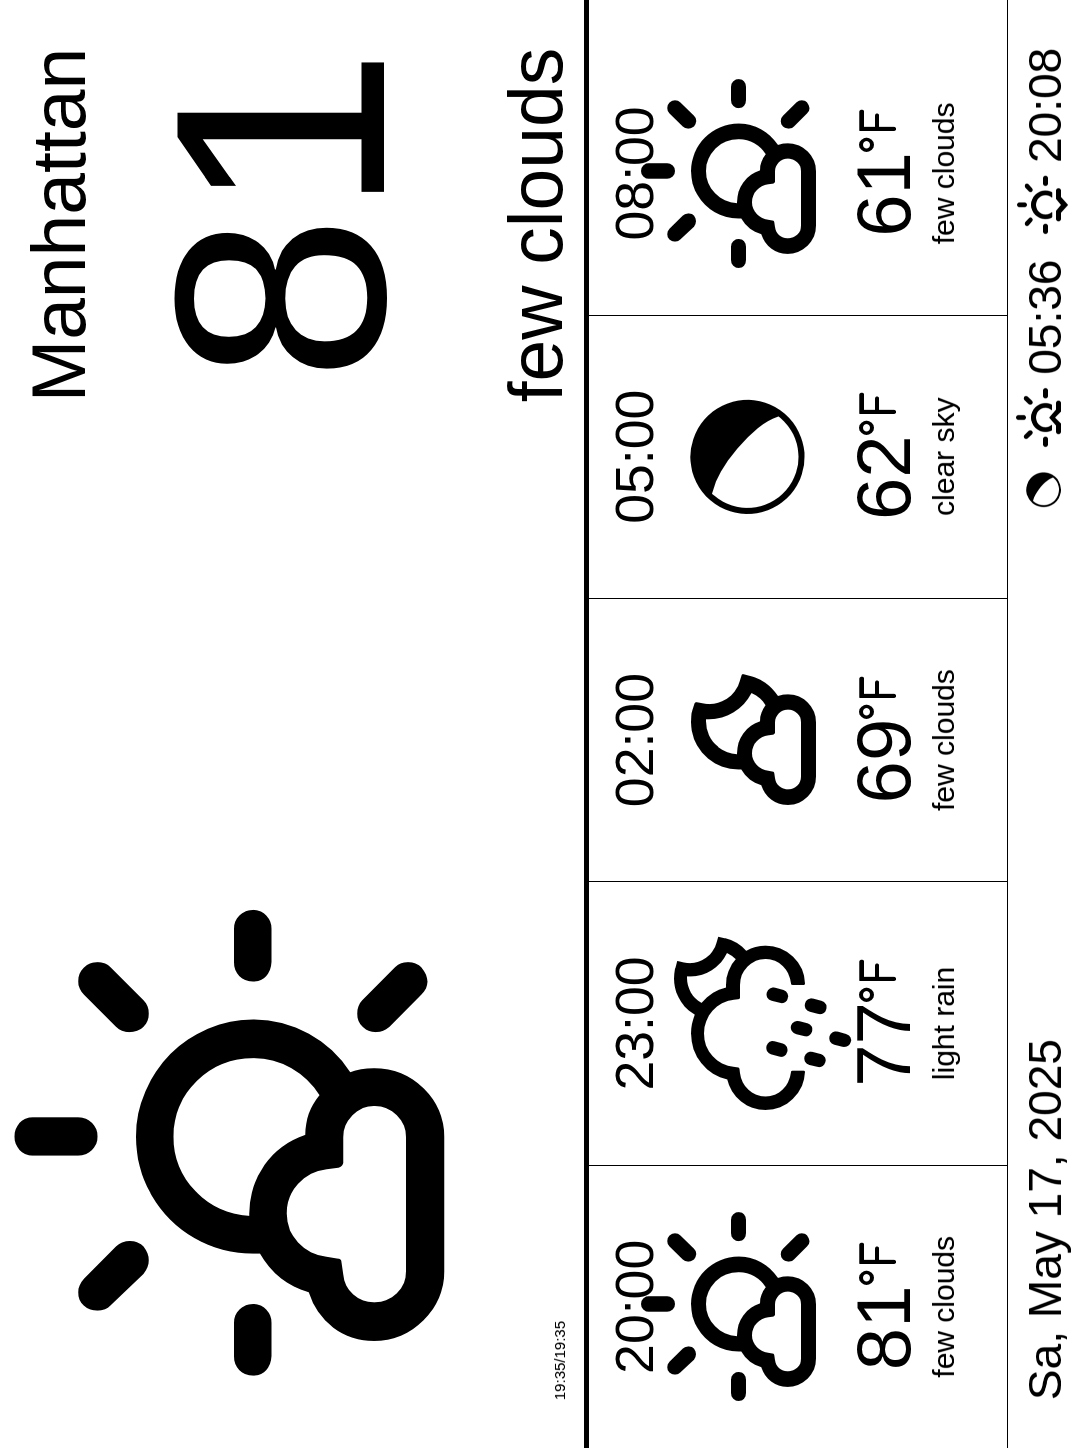 Manhattan
81
few clouds
19:35/19:35
20:00
81°F
few clouds
23:00
77°F
light rain
02:00
69°F
few clouds
05:00
62°F
clear sky
08:00
61°F
few clouds
Sa, May 17, 2025
05:36
20:08